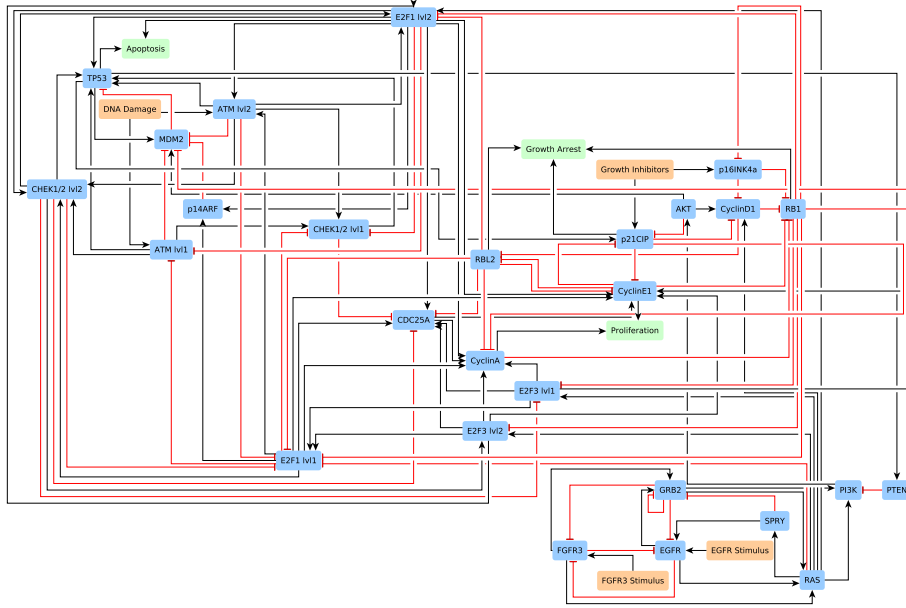 E2F1 lvl2
Apoptosis
TP53
DNA Damage
ATM lvl2
MDM2
Growth Arrest
Growth Inhibitors
p16INK4a
CHEK1/2 lvl2
p14ARF
AKT
CyclinD1
RB1
CHEK1/2 lvl1
p21CIP
ATM lvl1
RBL2
CyclinE1
CDC25A
Proliferation
CyclinA
E2F3 lvl1
E2F3 lvl2
E2F1 lvl1
GRB2
PI3K
PTEN
SPRY
FGFR3
EGFR
EGFR Stimulus
FGFR3 Stimulus
RAS